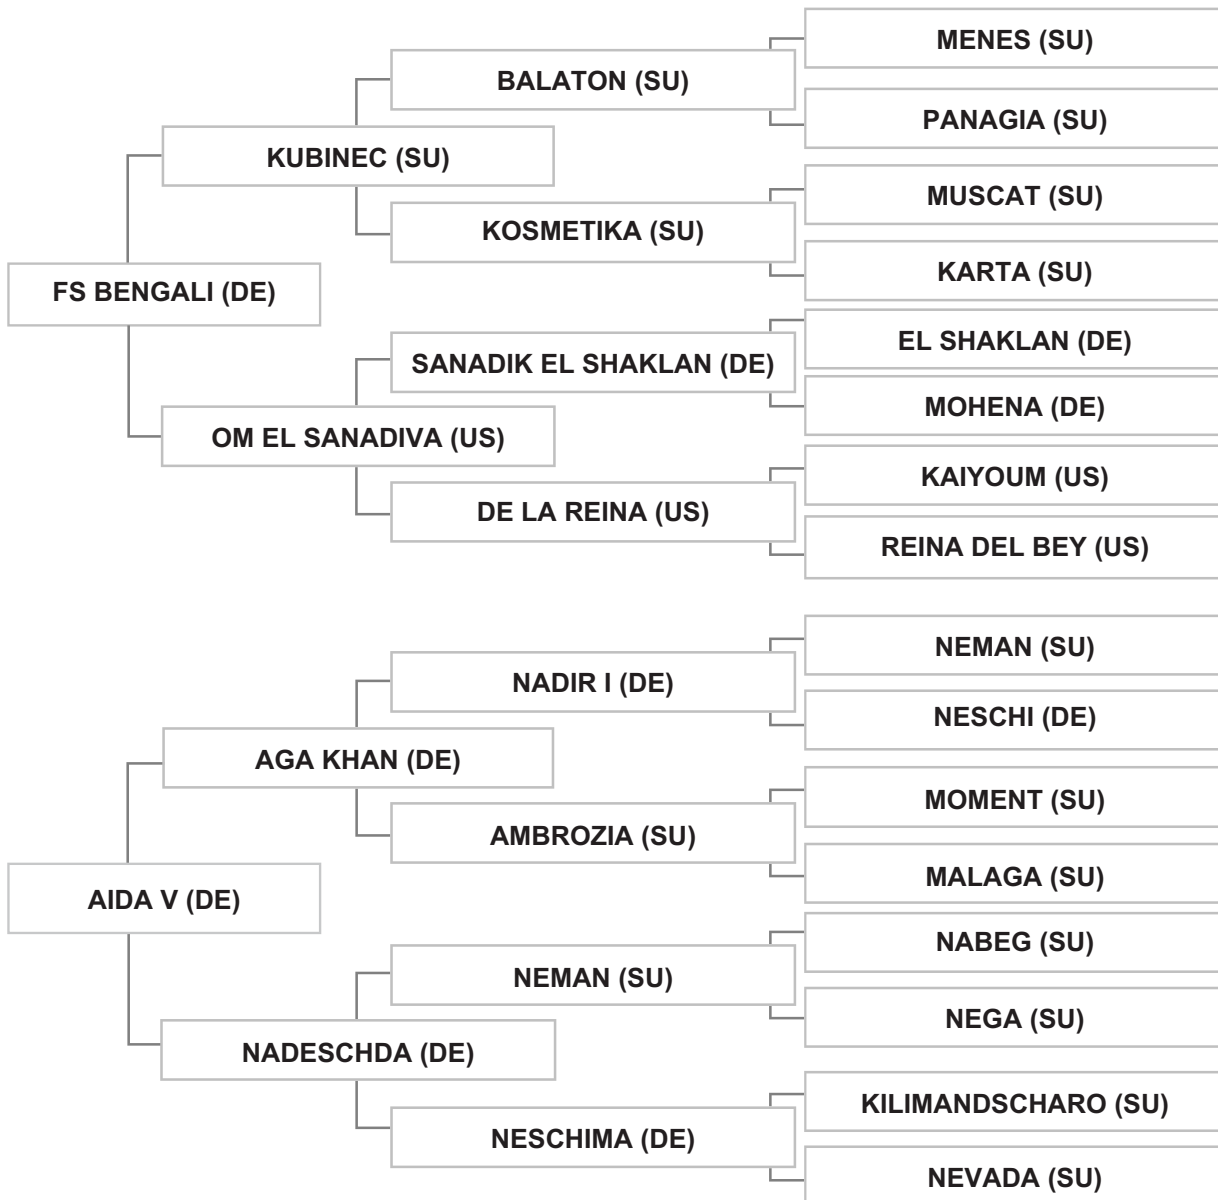 MENES (SU)
BALATON (SU)
PANAGIA (SU)
KUBINEC (SU)
MUSCAT (SU)
KOSMETIKA (SU)
KARTA (SU)
FS BENGALI (DE)
EL SHAKLAN (DE)
SANADIK EL SHAKLAN (DE)
MOHENA (DE)
OM EL SANADIVA (US)
KAIYOUM (US)
DE LA REINA (US)
REINA DEL BEY (US)
NEMAN (SU)
NADIR I (DE)
NESCHI (DE)
AGA KHAN (DE)
MOMENT (SU)
AMBROZIA (SU)
MALAGA (SU)
AIDA V (DE)
NABEG (SU)
NEMAN (SU)
NEGA (SU)
NADESCHDA (DE)
KILIMANDSCHARO (SU)
NESCHIMA (DE)
NEVADA (SU)